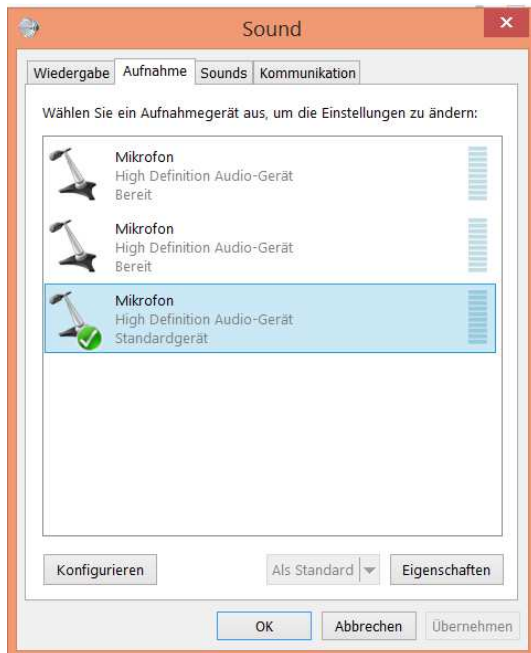 Sound
Wiedergabe Aufnahme Sounds Kommunikation
Wählen Sie ein Aufnahmegerät aus, um die Einstellungen zu ändern:
Mikrofon
High Definition Audio-Gerät
Bereit
Mikrofon
High Definition Audio-Gerät
Bereit
Mikrofon
High Definition Audio-Gerät
Standardgerät
Konfigurieren Als Standard Eigenschaften
OK Abbrechen Übernehmen